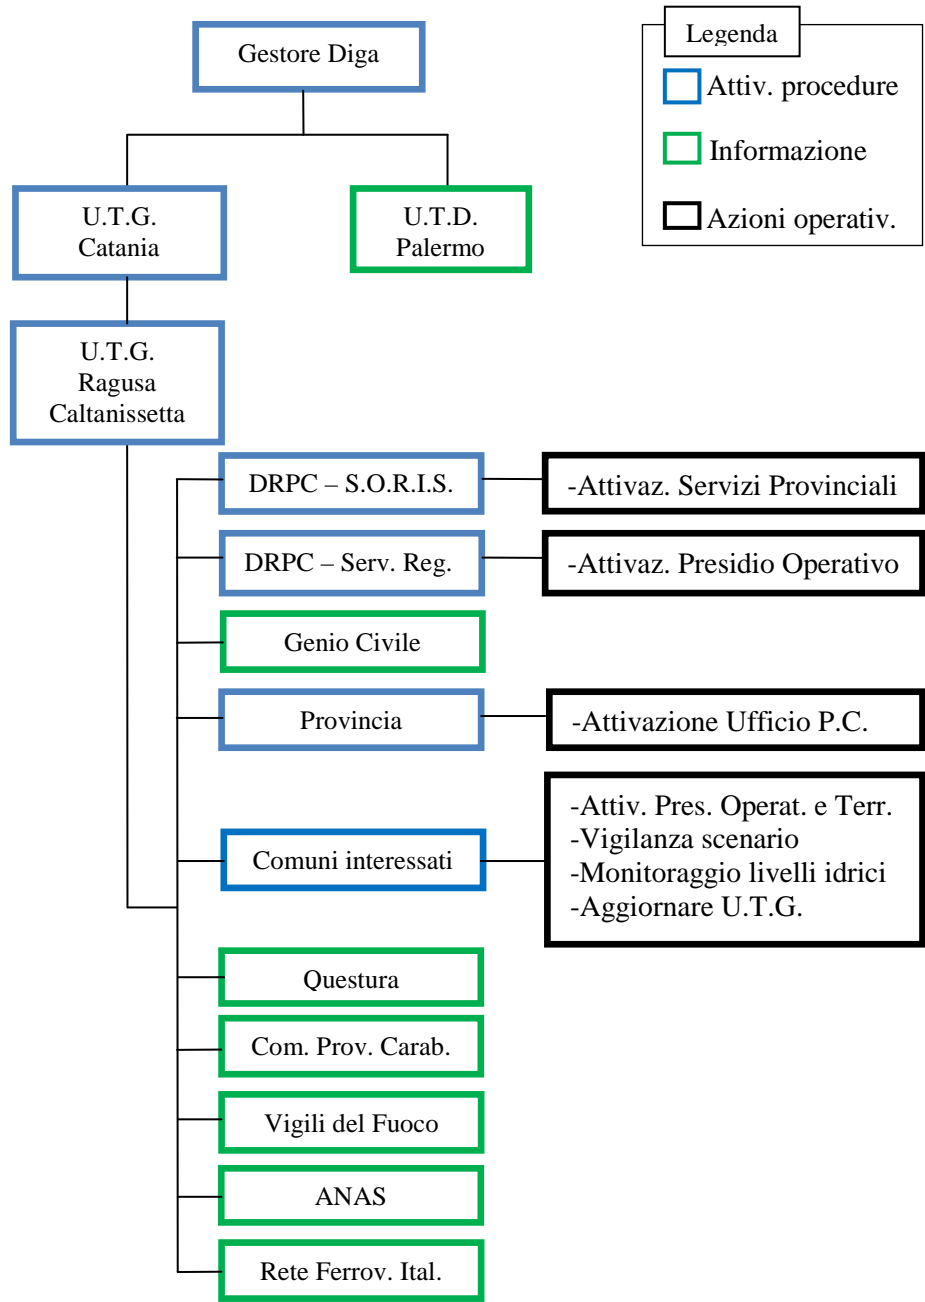 Gestore Diga
Legenda
Attiv. procedure
Informazione
Azioni operativ.
U.T.G.
Catania
U.T.D.
Palermo
U.T.G.
Ragusa
Caltanissetta
DRPC – S.O.R.I.S.
-Attivaz. Servizi Provinciali
DRPC – Serv. Reg.
-Attivaz. Presidio Operativo
Genio Civile
Provincia
-Attivazione Ufficio P.C.
Comuni interessati
-Attiv. Pres. Operat. e Terr.
-Vigilanza scenario
-Monitoraggio livelli idrici
-Aggiornare U.T.G.
Questura
Com. Prov. Carab.
Vigili del Fuoco
ANAS
Rete Ferrov. Ital.